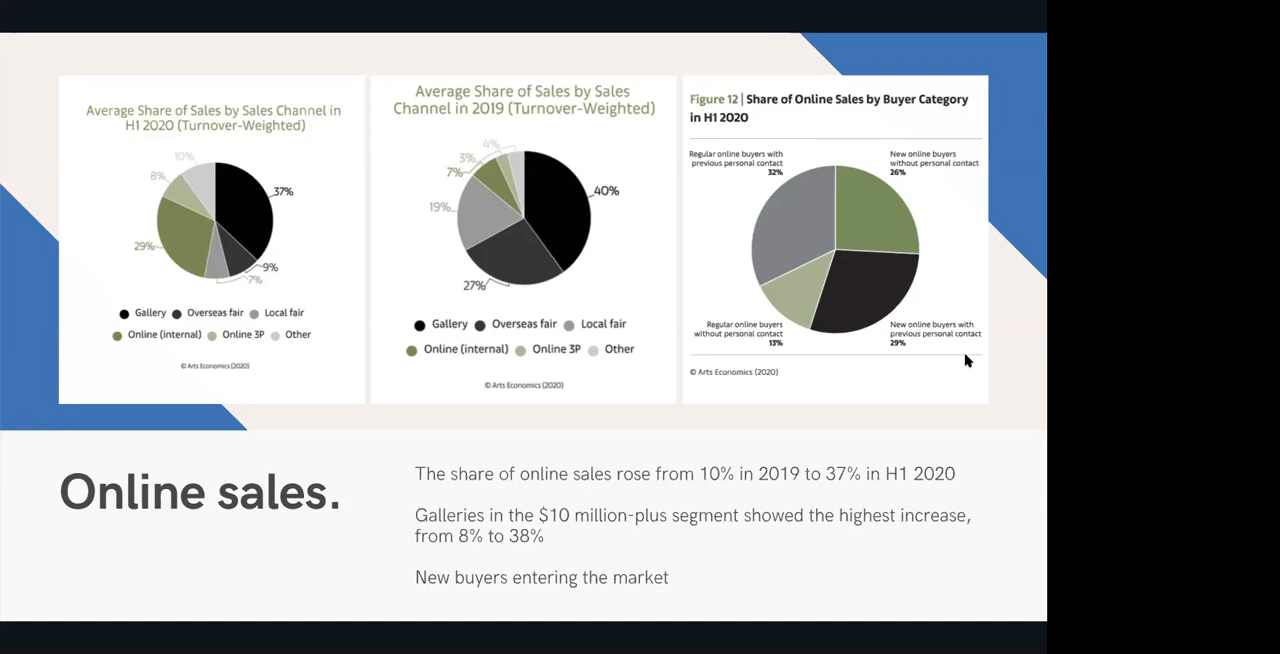 Average Share of Sales by Sales Channel in
H1 2020 (Turnover-Weighted)
10%
8%
37%
29%
9%
7%
Gallery Overseas fair Local fair
Online (internal) Online 3P Other
© Arts Economics (2020)
Average Share of Sales by Sales
Channel in 2019 (Turnover-Weighted)
4%
3%
7%
40%
19%
27%
Gallery Overseas fair Local fair
Online (internal) Online 3P Other
© Arts Economics (2020)
Figure 12 | Share of Online Sales by Buyer Category
in H1 2020
Regular online buyers with
previous personal contact
32%
New online buyers
without personal contact
26%
Regular online buyers
without personal contact
13%
New online buyers with
previous personal contact
29%
© Arts Economics (2020)
Online sales.
The share of online sales rose from 10% in 2019 to 37% in H1 2020
Galleries in the $10 million-plus segment showed the highest increase,
from 8% to 38%
New buyers entering the market